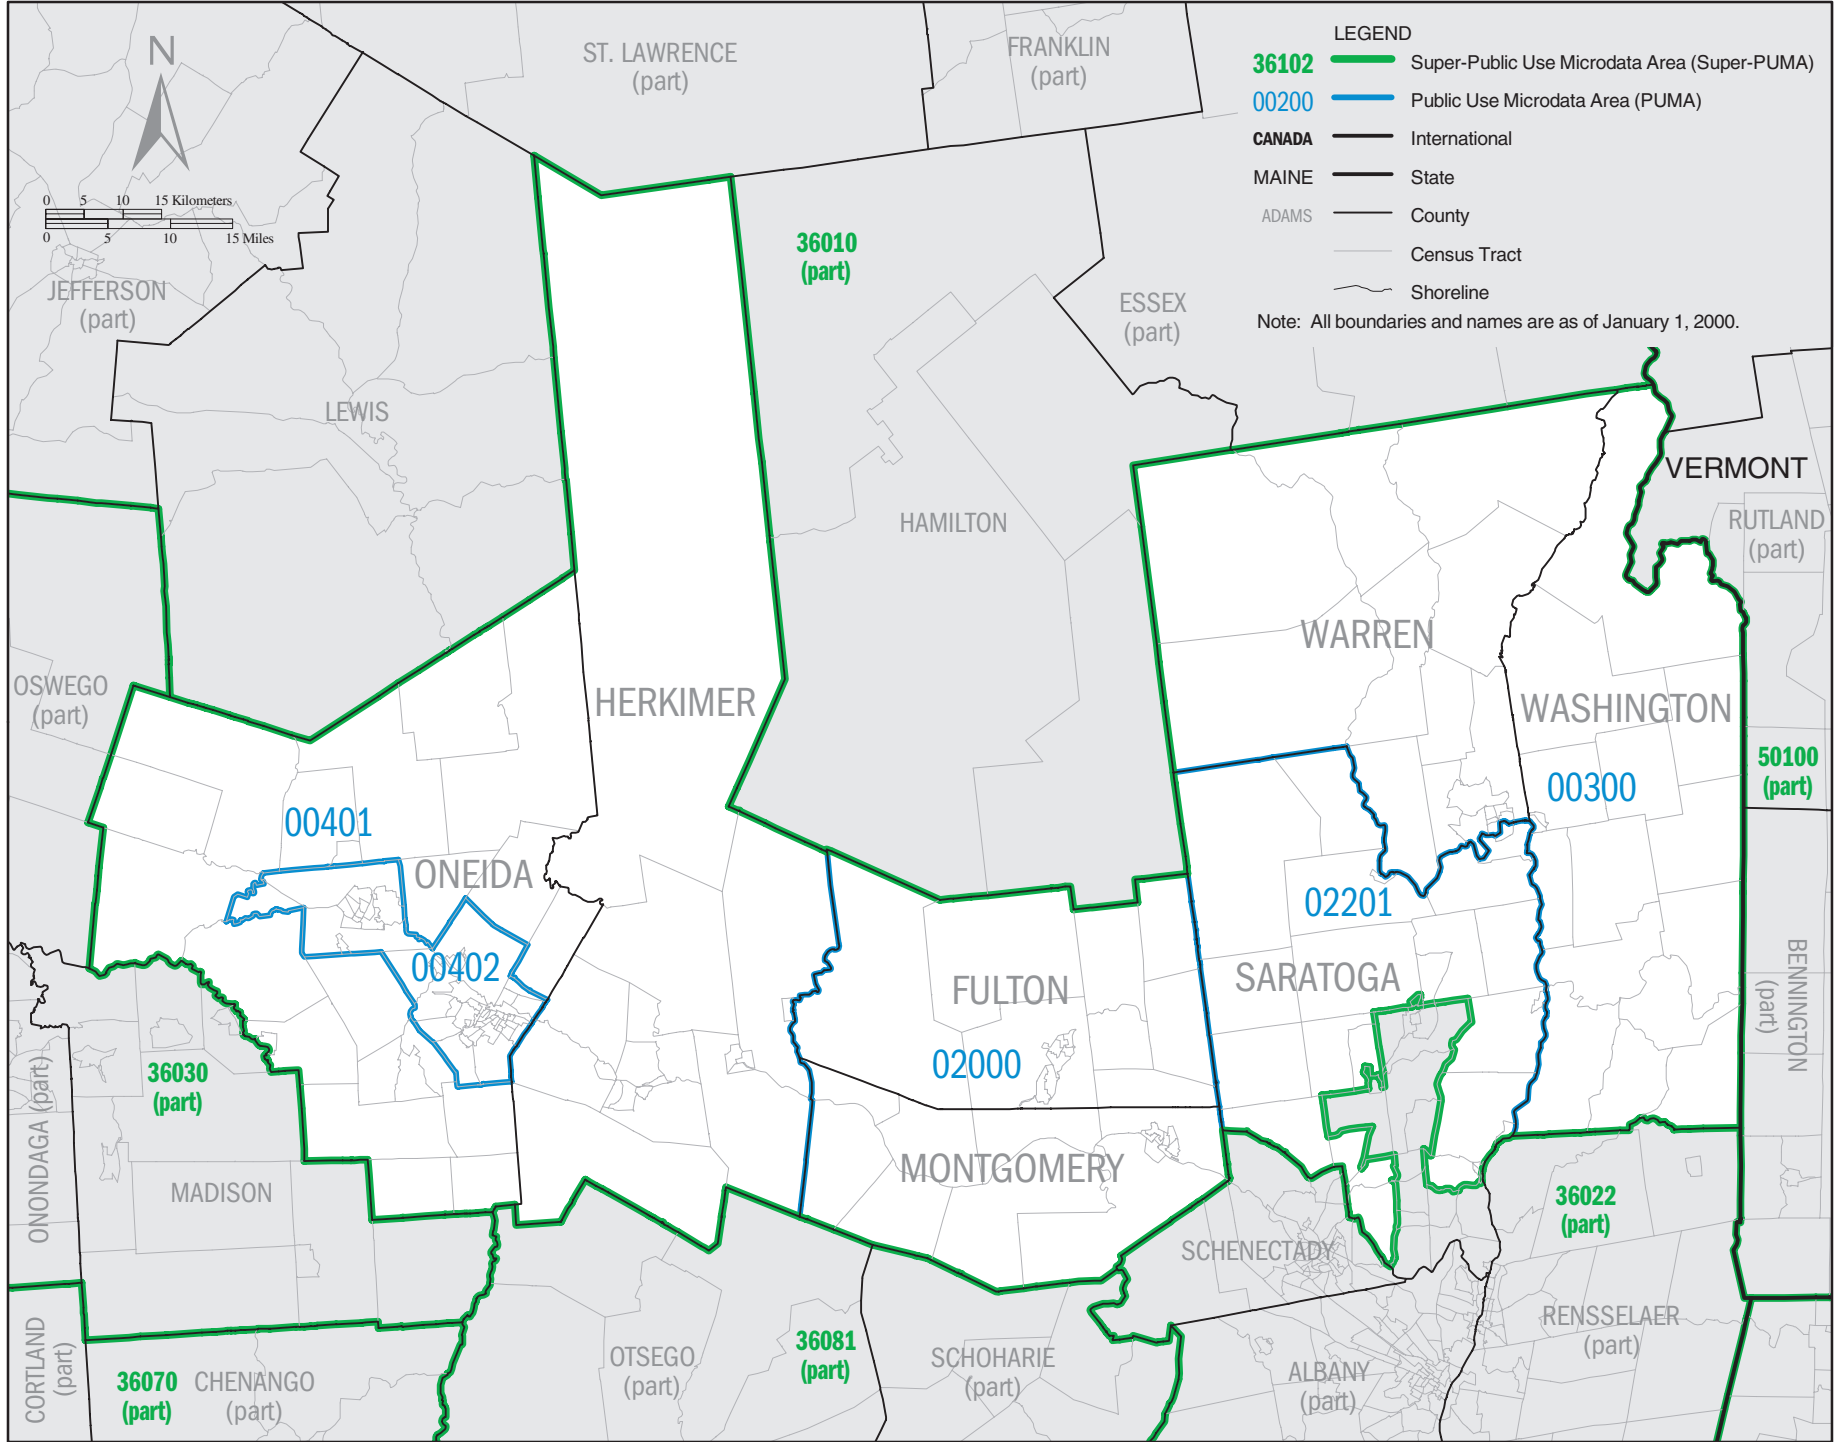 LEGEND
36102 Super-Public Use Microdata Area (Super-PUMA)
00200 Public Use Microdata Area (PUMA)
CANADA International
MAINE State
ADAMS County
Census Tract
Shoreline
Note: All boundaries and names are as of January 1, 2000.
N
0 5 10 15 Kilometers
0 5 10 15 Miles
ST. LAWRENCE
(part)
FRANKLIN
(part)
36010
(part)
JEFFERSON
(part)
ESSEX
(part)
LEWIS
VERMONT
HAMILTON
RUTLAND
(part)
WARREN
OSWEGO
(part)
HERKIMER
WASHINGTON
50100
(part)
00300
00401
ONEIDA
02201
00402
SARATOGA
FULTON
BENNINGTON
(part)
02000
36030
(part)
ONONDAGA (part)
MADISON
MONTGOMERY
36022
(part)
SCHENECTADY
RENSSELAER
(part)
CORTLAND
(part)
36070
(part)
CHENANGO
(part)
OTSEGO
(part)
36081
(part)
SCHOHARIE
(part)
ALBANY
(part)